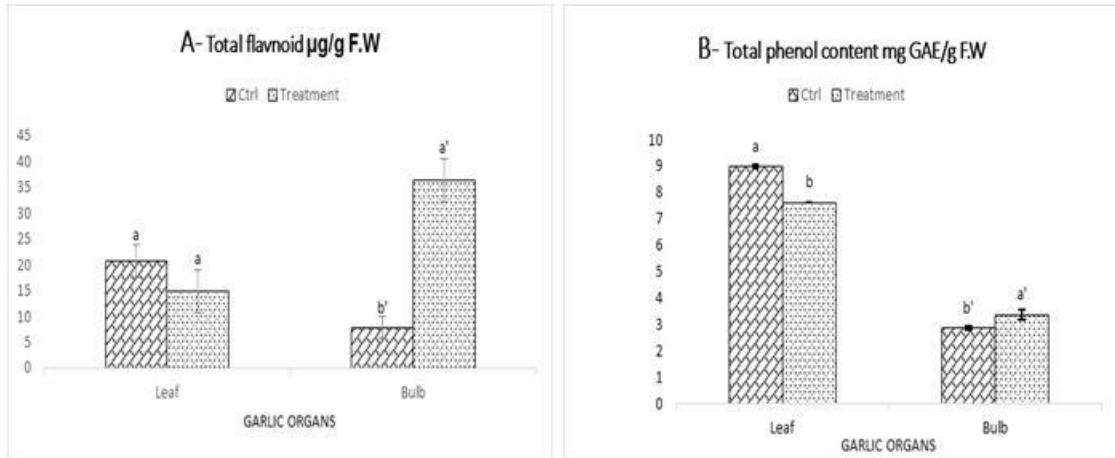 A- Total flavnoid µg/g F.W
Ctrl Treatment
45
40
35
30
25
20
15
10
5
0
a
a
b'
a'
Leaf Bulb
GARLIC ORGANS
B- Total phenol content mg GAE/g F.W
Ctrl Treatment
10
9
8
7
6
5
4
3
2
1
0
a
b
b'
a'
Leaf Bulb
GARLIC ORGANS